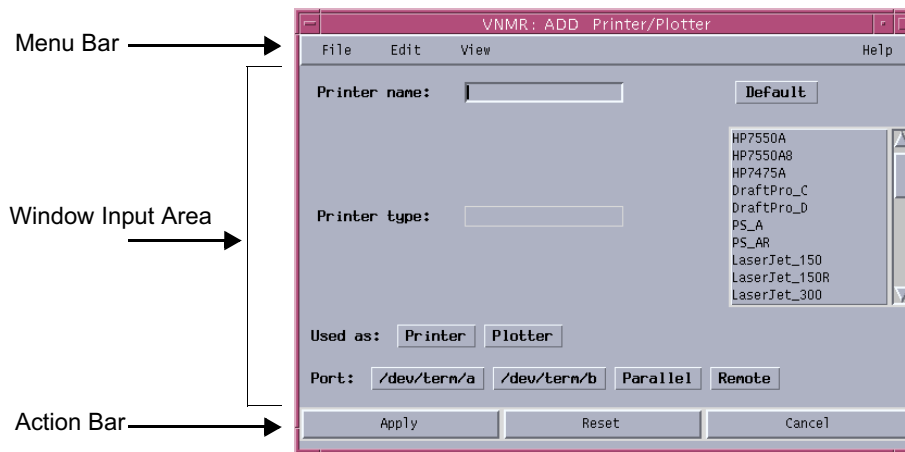 VNMR: ADD Printer/Plotter
Menu Bar
File Edit View Help
Printer name: Default
HP7550A
HP7550A8
HP7475A
DraftPro_C
Window Input Area
DraftPro_D
Printer type:
PS_A
PS_AR
LaserJet_150
LaserJet_150R
LaserJet_300
Used as: Printer Plotter
Port: /dev/term/a /dev/term/b Parallel Remote
Action Bar
Apply Reset Cancel